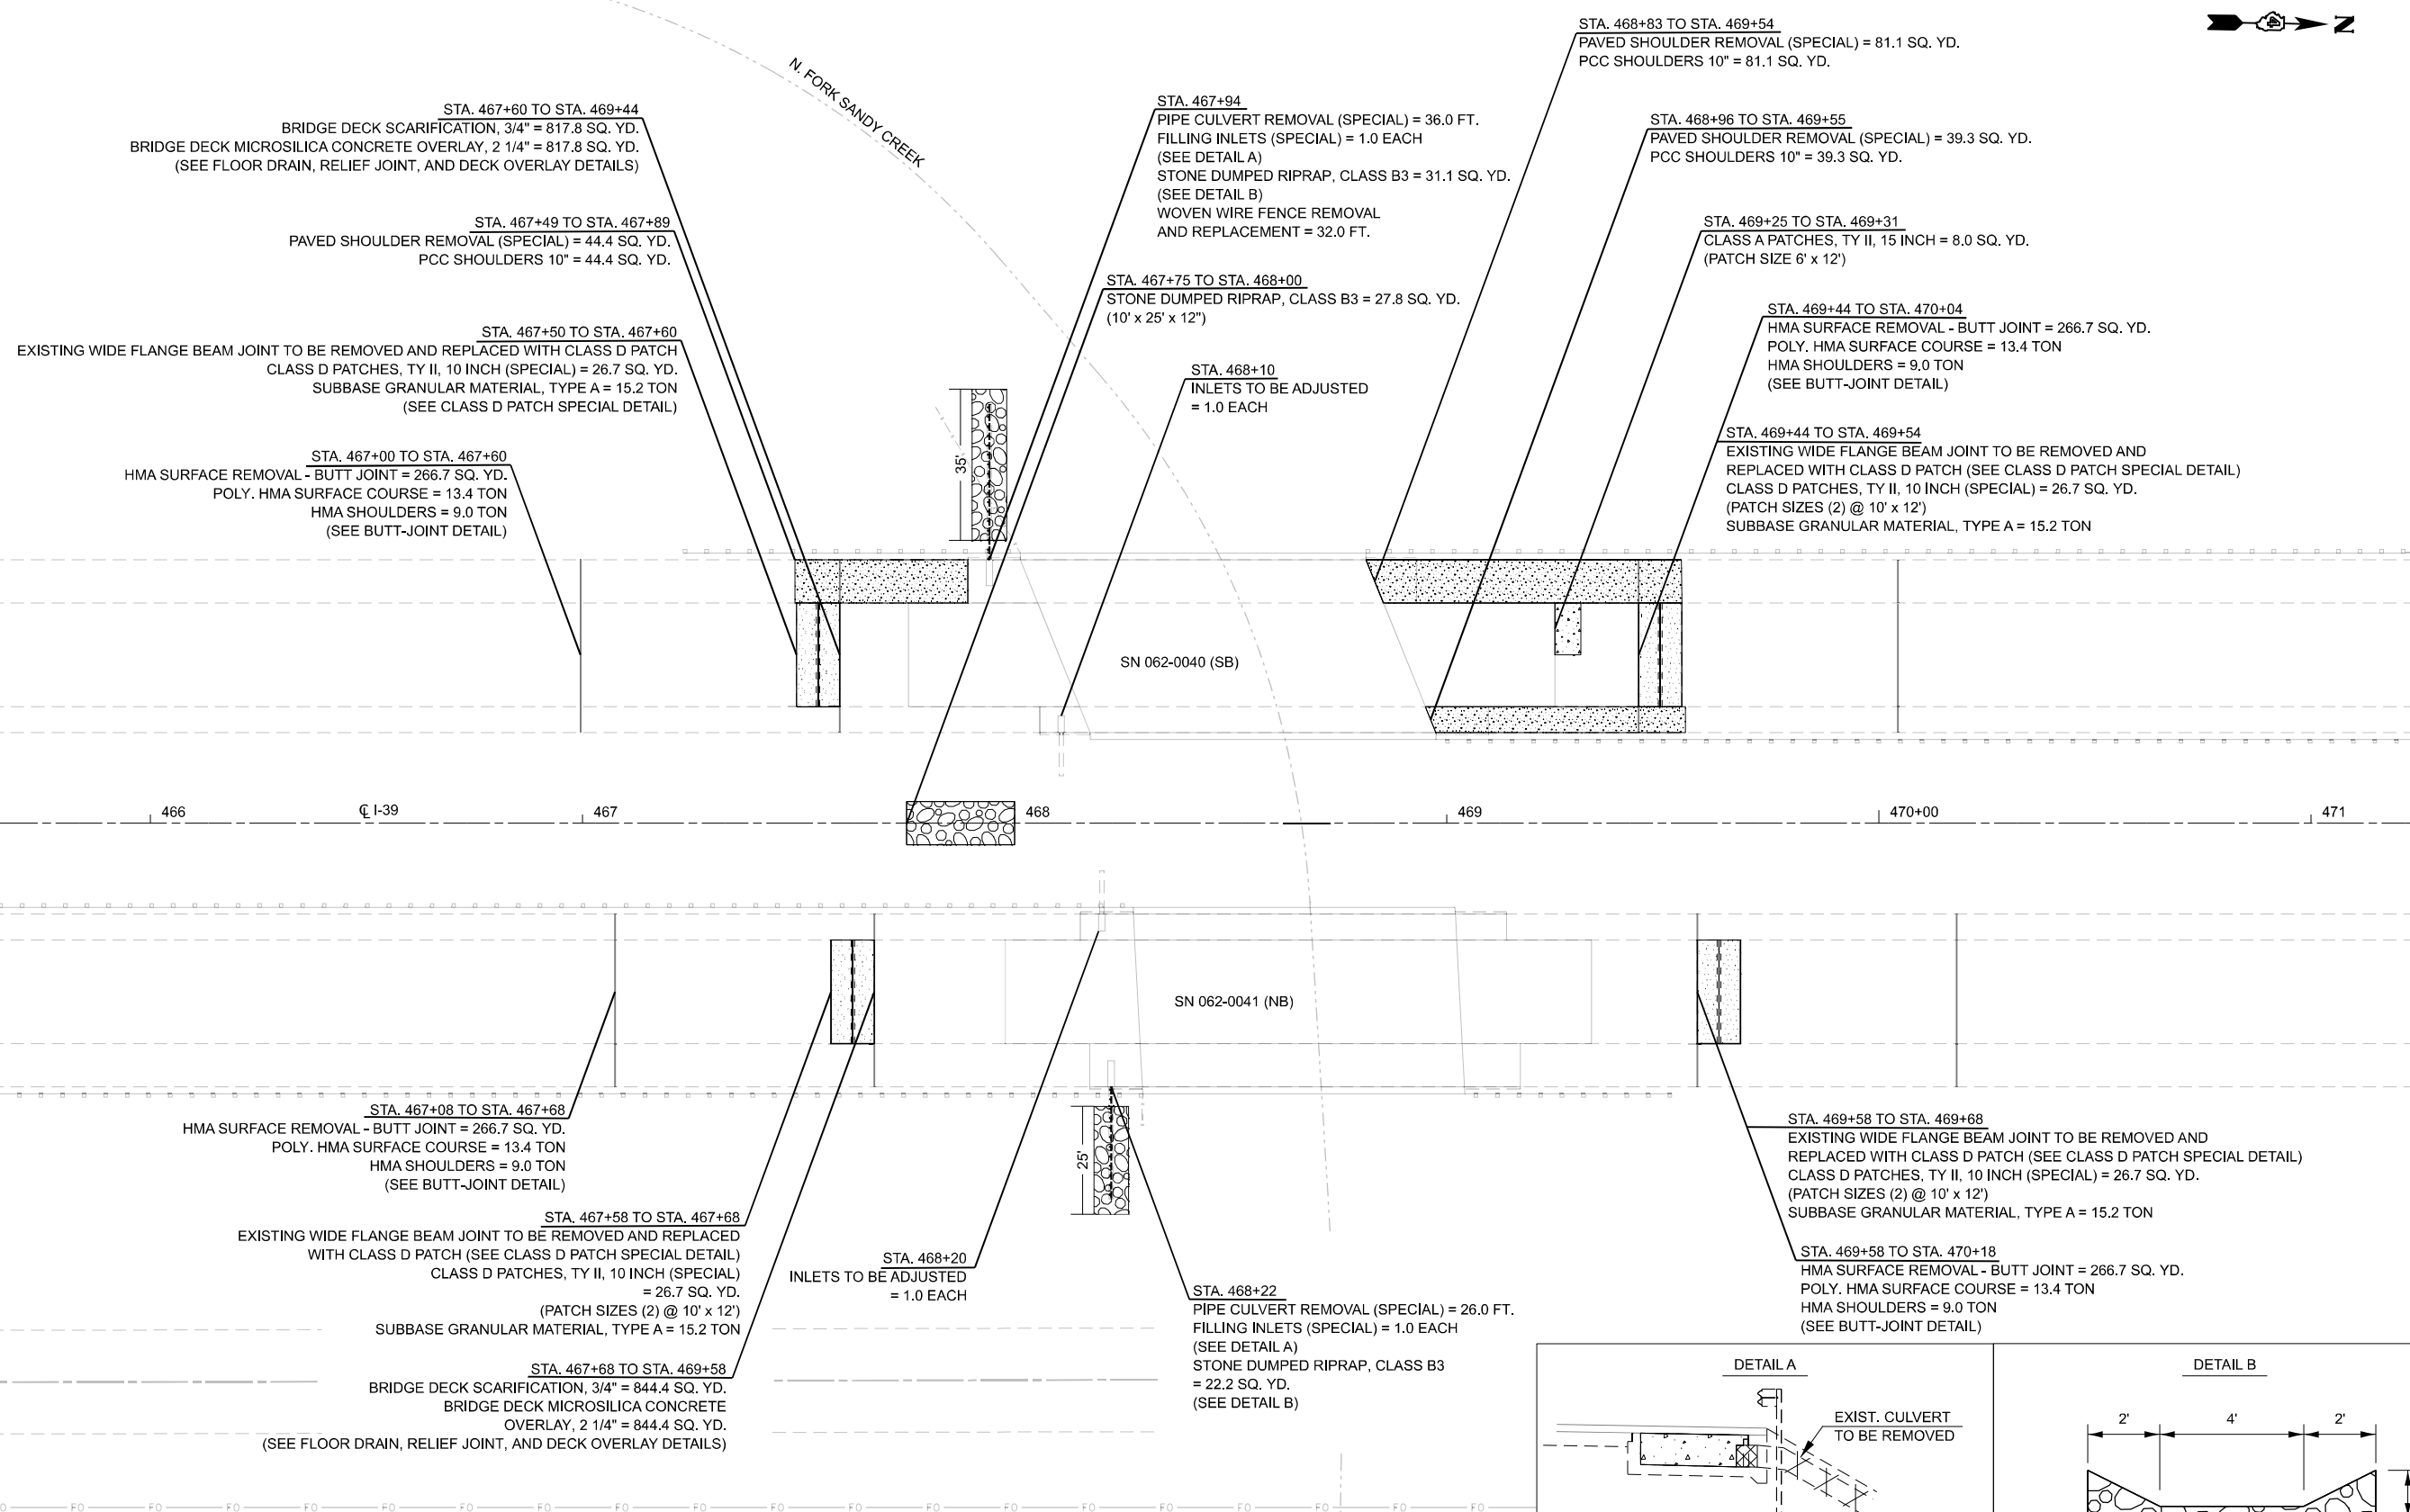 STA. 468+83 TO STA. 469+54
PAVED SHOULDER REMOVAL (SPECIAL) = 81.1 SQ. YD.
PCC SHOULDERS 10" = 81.1 SQ. YD.
N
N. FORK SANDY CREEK
STA. 467+60 TO STA. 469+44
BRIDGE DECK SCARIFICATION, 3/4" = 817.8 SQ. YD.
BRIDGE DECK MICROSILICA CONCRETE OVERLAY, 2 1/4" = 817.8 SQ. YD.
(SEE FLOOR DRAIN, RELIEF JOINT, AND DECK OVERLAY DETAILS)
STA. 467+94
PIPE CULVERT REMOVAL (SPECIAL) = 36.0 FT.
FILLING INLETS (SPECIAL) = 1.0 EACH
(SEE DETAIL A)
STONE DUMPED RIPRAP, CLASS B3 = 31.1 SQ. YD.
(SEE DETAIL B)
WOVEN WIRE FENCE REMOVAL
AND REPLACEMENT = 32.0 FT.
STA. 468+96 TO STA. 469+55
PAVED SHOULDER REMOVAL (SPECIAL) = 39.3 SQ. YD.
PCC SHOULDERS 10" = 39.3 SQ. YD.
STA. 467+49 TO STA. 467+89
PAVED SHOULDER REMOVAL (SPECIAL) = 44.4 SQ. YD.
PCC SHOULDERS 10" = 44.4 SQ. YD.
STA. 469+25 TO STA. 469+31
CLASS A PATCHES, TY II, 15 INCH = 8.0 SQ. YD.
(PATCH SIZE 6' x 12')
STA. 467+75 TO STA. 468+00
STONE DUMPED RIPRAP, CLASS B3 = 27.8 SQ. YD.
(10' x 25' x 12")
STA. 469+44 TO STA. 470+04
HMA SURFACE REMOVAL - BUTT JOINT = 266.7 SQ. YD.
POLY. HMA SURFACE COURSE = 13.4 TON
HMA SHOULDERS = 9.0 TON
(SEE BUTT-JOINT DETAIL)
STA. 467+50 TO STA. 467+60
EXISTING WIDE FLANGE BEAM JOINT TO BE REMOVED AND REPLACED WITH CLASS D PATCH
CLASS D PATCHES, TY II, 10 INCH (SPECIAL) = 26.7 SQ. YD.
SUBBASE GRANULAR MATERIAL, TYPE A = 15.2 TON
(SEE CLASS D PATCH SPECIAL DETAIL)
STA. 468+10
INLETS TO BE ADJUSTED
= 1.0 EACH
STA. 469+44 TO STA. 469+54
EXISTING WIDE FLANGE BEAM JOINT TO BE REMOVED AND
REPLACED WITH CLASS D PATCH (SEE CLASS D PATCH SPECIAL DETAIL)
CLASS D PATCHES, TY II, 10 INCH (SPECIAL) = 26.7 SQ. YD.
(PATCH SIZES (2) @ 10' x 12')
SUBBASE GRANULAR MATERIAL, TYPE A = 15.2 TON
STA. 467+00 TO STA. 467+60
HMA SURFACE REMOVAL - BUTT JOINT = 266.7 SQ. YD.
POLY. HMA SURFACE COURSE = 13.4 TON
HMA SHOULDERS = 9.0 TON
(SEE BUTT-JOINT DETAIL)
35'
SN 062-0040 (SB)
466
℄ I-39
467
468
469
470+00
471
SN 062-0041 (NB)
25'
STA. 467+08 TO STA. 467+68
HMA SURFACE REMOVAL - BUTT JOINT = 266.7 SQ. YD.
POLY. HMA SURFACE COURSE = 13.4 TON
HMA SHOULDERS = 9.0 TON
(SEE BUTT-JOINT DETAIL)
STA. 469+58 TO STA. 469+68
EXISTING WIDE FLANGE BEAM JOINT TO BE REMOVED AND
REPLACED WITH CLASS D PATCH (SEE CLASS D PATCH SPECIAL DETAIL)
CLASS D PATCHES, TY II, 10 INCH (SPECIAL) = 26.7 SQ. YD.
(PATCH SIZES (2) @ 10' x 12')
SUBBASE GRANULAR MATERIAL, TYPE A = 15.2 TON
STA. 467+58 TO STA. 467+68
EXISTING WIDE FLANGE BEAM JOINT TO BE REMOVED AND REPLACED
WITH CLASS D PATCH (SEE CLASS D PATCH SPECIAL DETAIL)
CLASS D PATCHES, TY II, 10 INCH (SPECIAL)
= 26.7 SQ. YD.
(PATCH SIZES (2) @ 10' x 12')
SUBBASE GRANULAR MATERIAL, TYPE A = 15.2 TON
STA. 468+20
INLETS TO BE ADJUSTED
= 1.0 EACH
STA. 468+22
PIPE CULVERT REMOVAL (SPECIAL) = 26.0 FT.
FILLING INLETS (SPECIAL) = 1.0 EACH
(SEE DETAIL A)
STONE DUMPED RIPRAP, CLASS B3
= 22.2 SQ. YD.
(SEE DETAIL B)
STA. 469+58 TO STA. 470+18
HMA SURFACE REMOVAL - BUTT JOINT = 266.7 SQ. YD.
POLY. HMA SURFACE COURSE = 13.4 TON
HMA SHOULDERS = 9.0 TON
(SEE BUTT-JOINT DETAIL)
STA. 467+68 TO STA. 469+58
BRIDGE DECK SCARIFICATION, 3/4" = 844.4 SQ. YD.
BRIDGE DECK MICROSILICA CONCRETE
OVERLAY, 2 1/4" = 844.4 SQ. YD.
(SEE FLOOR DRAIN, RELIEF JOINT, AND DECK OVERLAY DETAILS)
DETAIL A
EXIST. CULVERT
TO BE REMOVED
DETAIL B
2' 4' 2'
FO FO FO FO FO FO FO FO FO FO FO FO FO FO FO FO FO FO FO